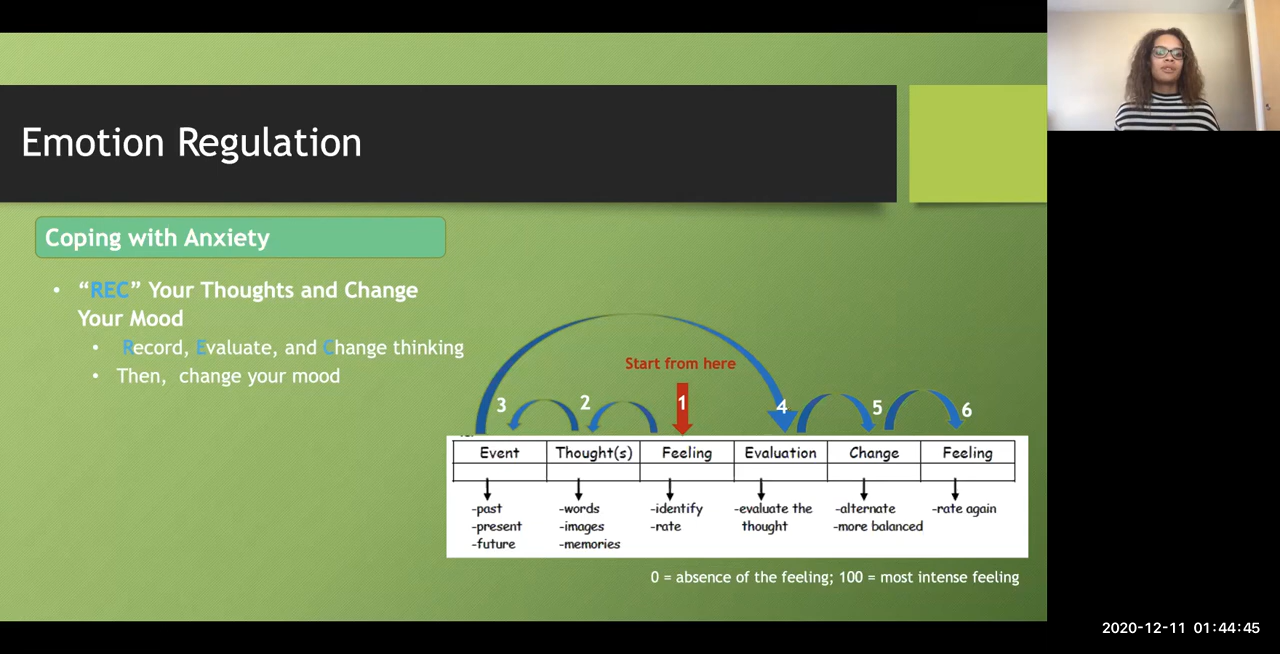 Emotion Regulation
Coping with Anxiety
• “REC” Your Thoughts and Change
Your Mood
• Record, Evaluate, and Change thinking
• Then, change your mood
Start from here
3 2 1 4 5 6
Event Thought(s) Feeling Evaluation Change Feeling
-past -words -identify -evaluate the -alternate -rate again
-present -images -rate thought -more balanced
-future -memories
0 = absence of the feeling; 100 = most intense feeling
2020-12-11 01:44:45